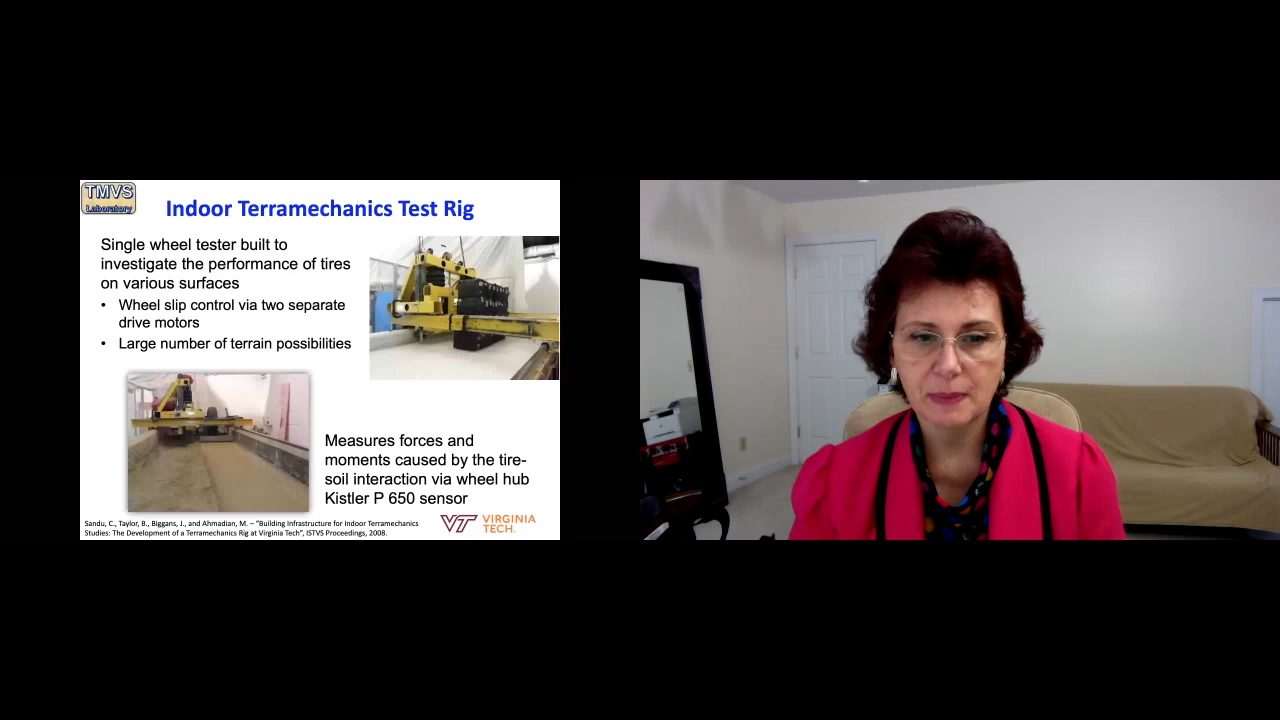 TMVS
Laboratory
Indoor Terramechanics Test Rig
Single wheel tester built to
investigate the performance of tires
on various surfaces
• Wheel slip control via two separate
drive motors
• Large number of terrain possibilities
Measures forces and
moments caused by the tire-
soil interaction via wheel hub
Kistler P 650 sensor
Sandu, C., Taylor, B., Biggans, J., and Ahmadian, M. – "Building Infrastructure for Indoor Terramechanics
Studies: The Development of a Terramechanics Rig at Virginia Tech", ISTVS Proceedings, 2008.
VT VIRGINIA
TECH.